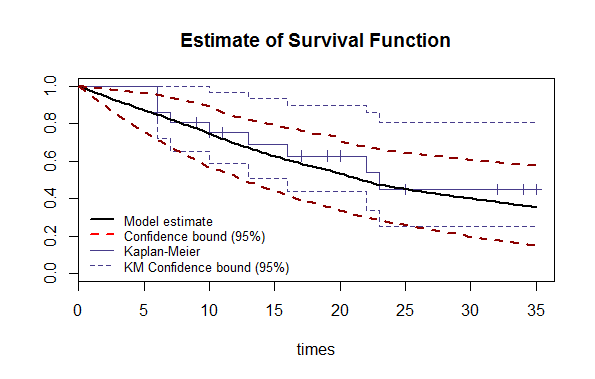 Estimate of Survival Function
1.0
0.8
0.6
0.4
0.2
0.0
Model estimate
Confidence bound (95%)
Kaplan-Meier
KM Confidence bound (95%)
0 5 10 15 20 25 30 35
times